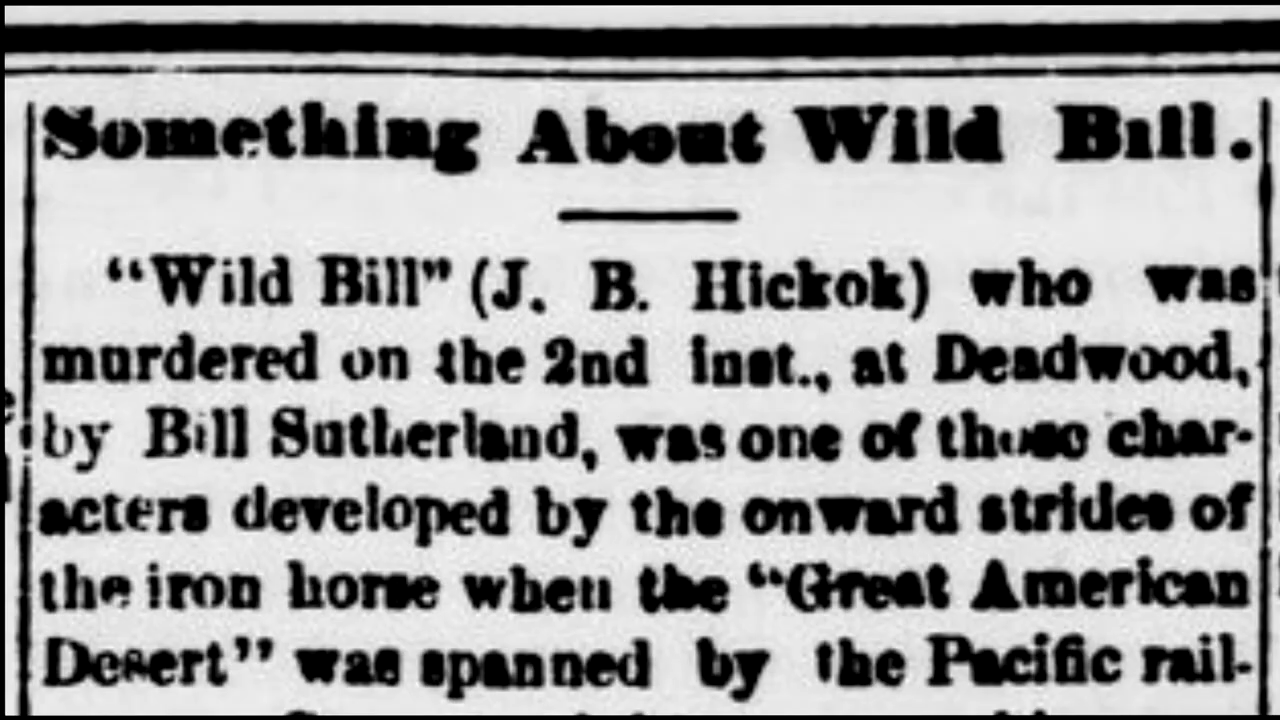 Something About Wild Bill.
"Wild Bill" (J. B. Hickok) who was
murdered on the 2nd inst., at Deadwood,
by Bill Sutherland, was one of those char-
acters developed by the onward strides of
the iron horse when the "Great American
Desert" was spanned by the Pacific rail-